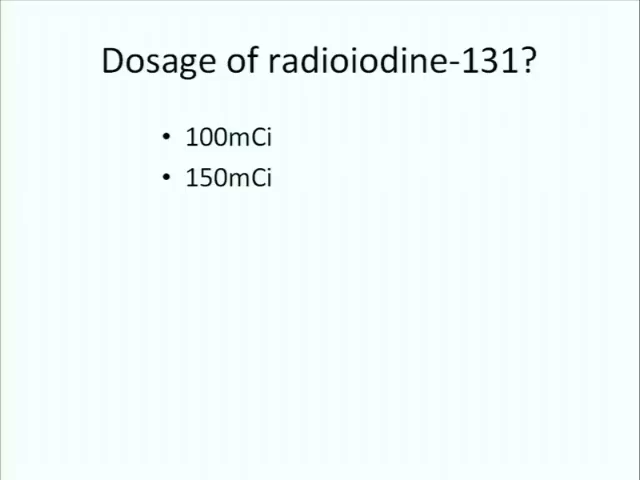 Dosage of radioiodine-131?
• 100mCi
• 150mCi